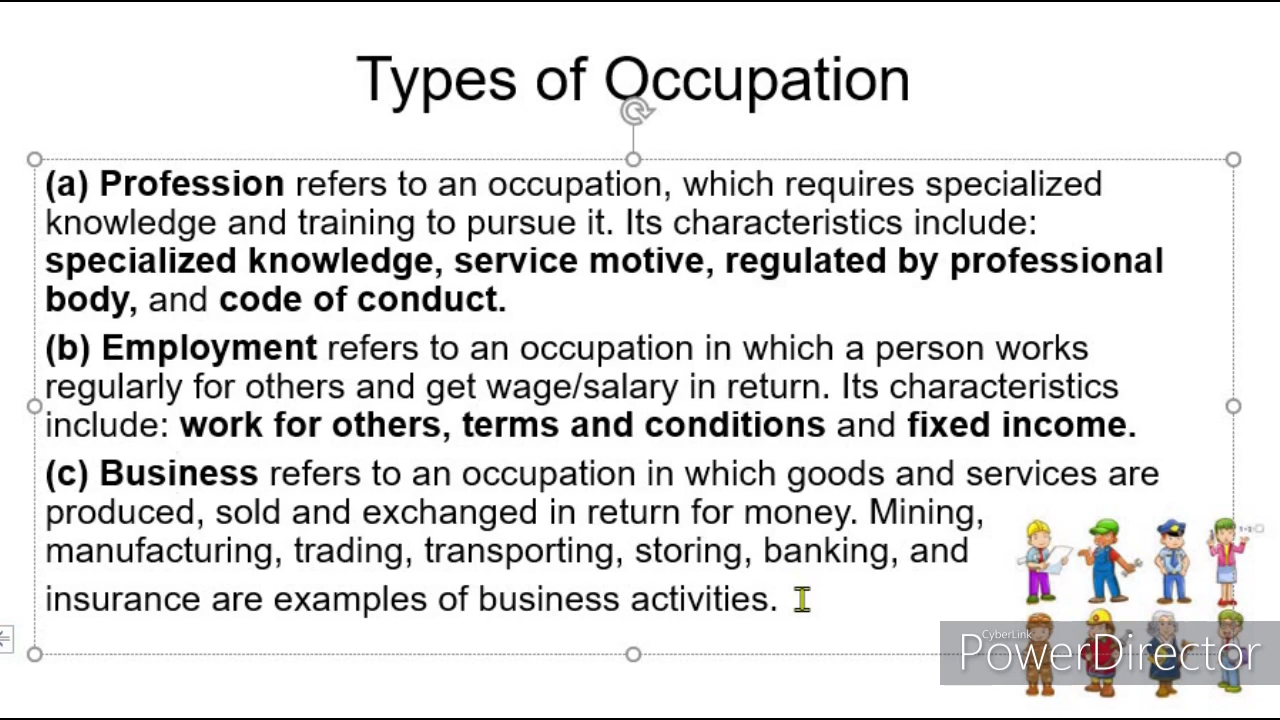 Types of Occupation
(a) Profession refers to an occupation, which requires specialized
knowledge and training to pursue it. Its characteristics include:
specialized knowledge, service motive, regulated by professional
body, and code of conduct.
(b) Employment refers to an occupation in which a person works
regularly for others and get wage/salary in return. Its characteristics
include: work for others, terms and conditions and fixed income.
(c) Business refers to an occupation in which goods and services are
produced, sold and exchanged in return for money. Mining,
manufacturing, trading, transporting, storing, banking, and
insurance are examples of business activities.
CyberLink
PowerDirector